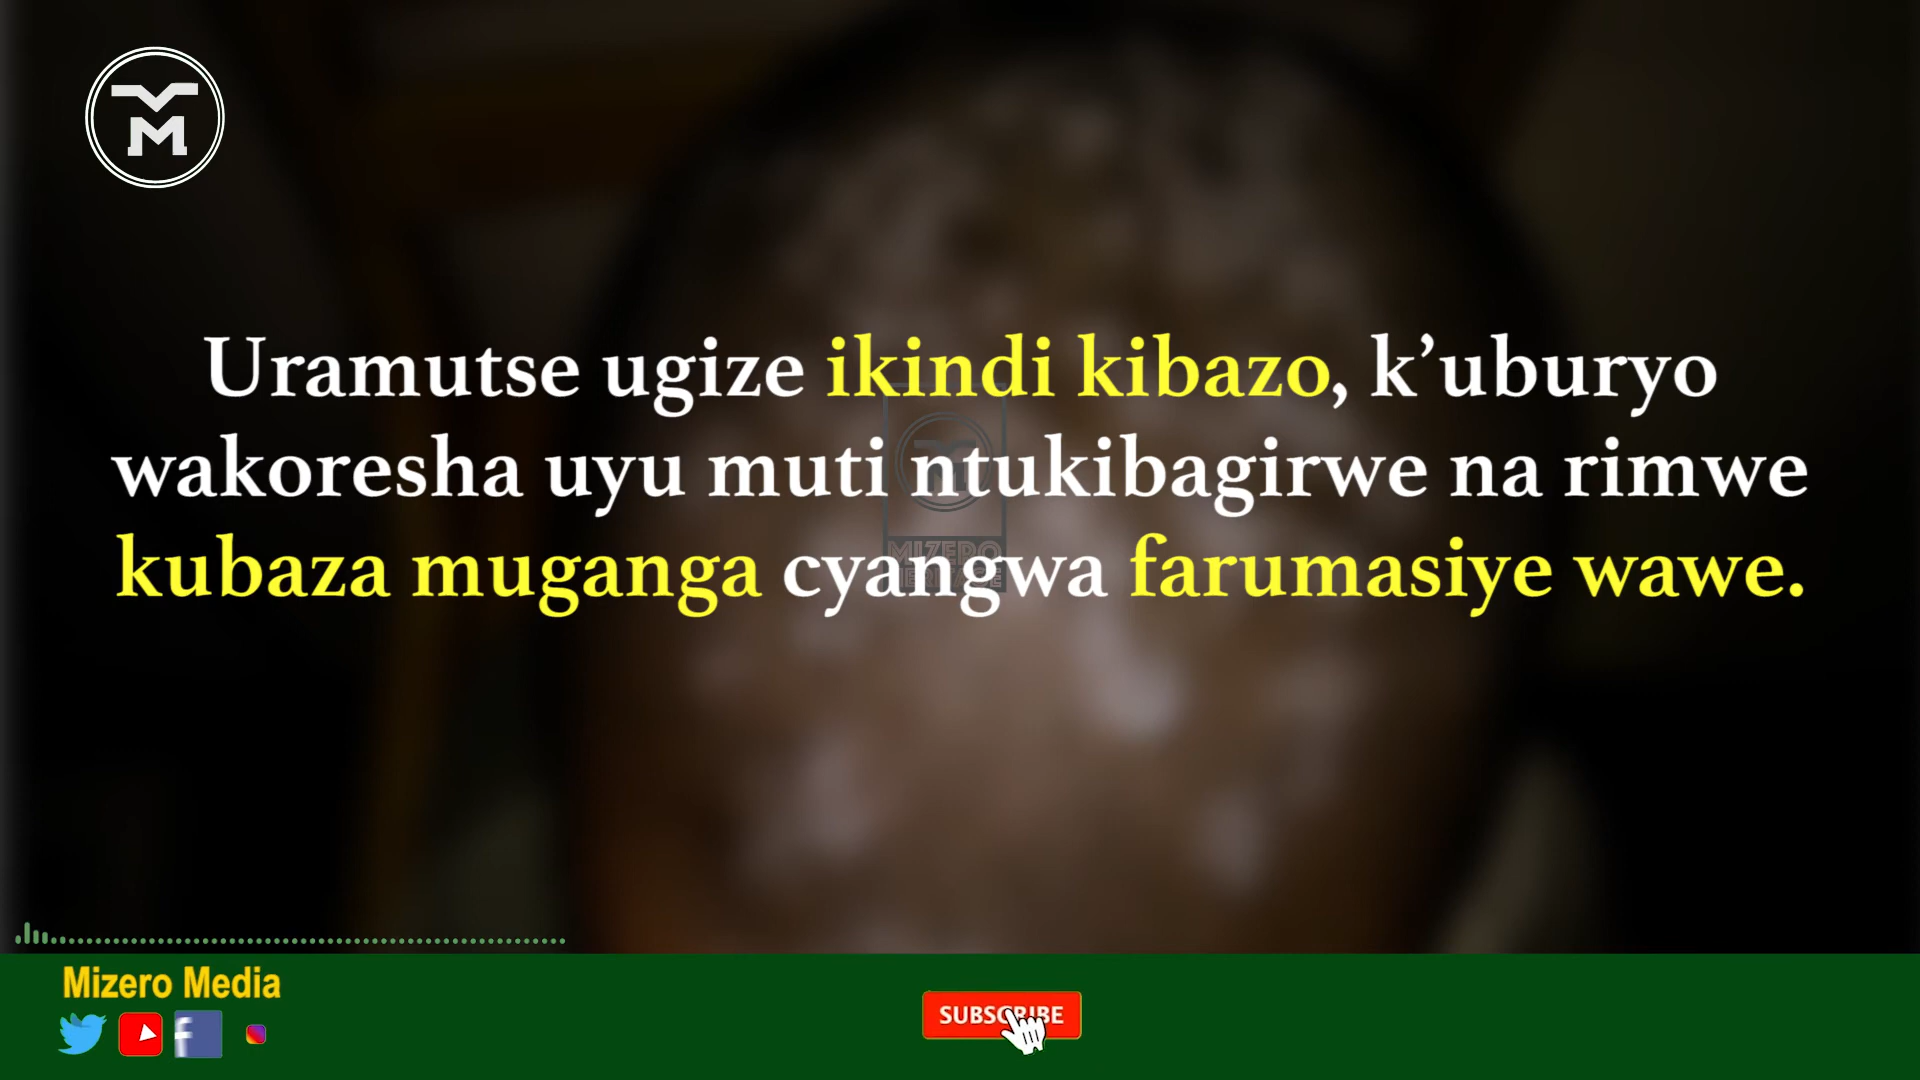 Uramutse ugize ikindi kibazo, k’uburyo
wakoresha uyu muti ntukibagirwe na rimwe
kubaza muganga cyangwa farumasiye wawe.
MIZERO
Mizero Media
SUBSCRIBE